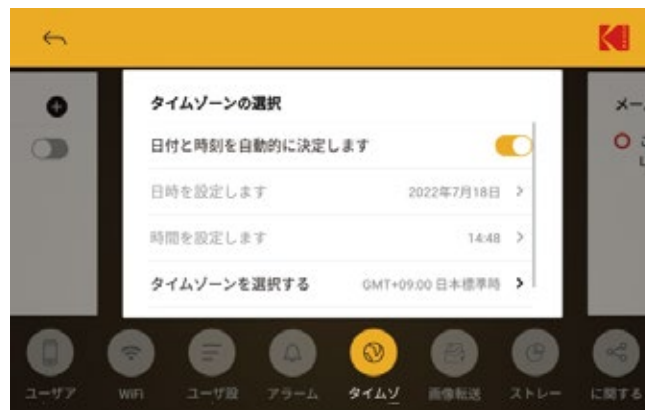 タイムゾーンの選択
日付と時刻を自動的に決定します
日時を設定します 2022年7月18日 >
時間を設定します 14:48 >
タイムゾーンを選択する GMT+09:00 日本標準時 >
メー
こ
ユーザア WiFi ユーザ設 アラーム タイムゾ 画像転送 ストレー に関する